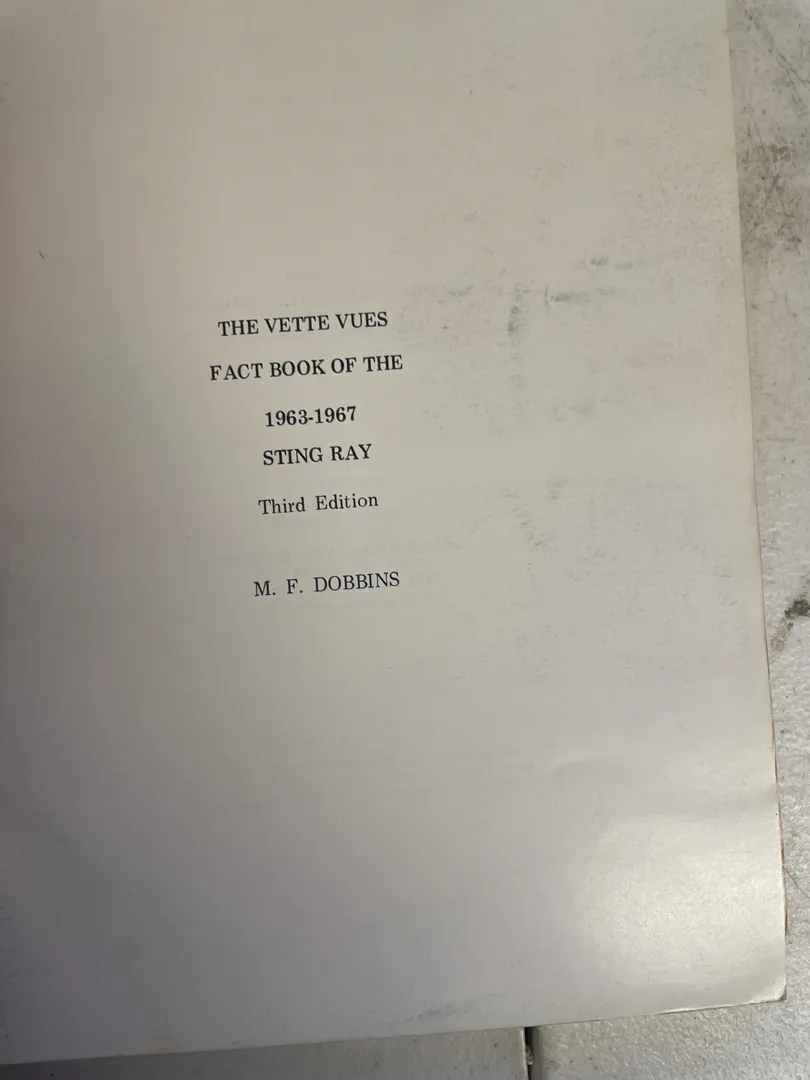 THE VETTE VUES
FACT BOOK OF THE
1963-1967
STING RAY
Third Edition
M. F. DOBBINS